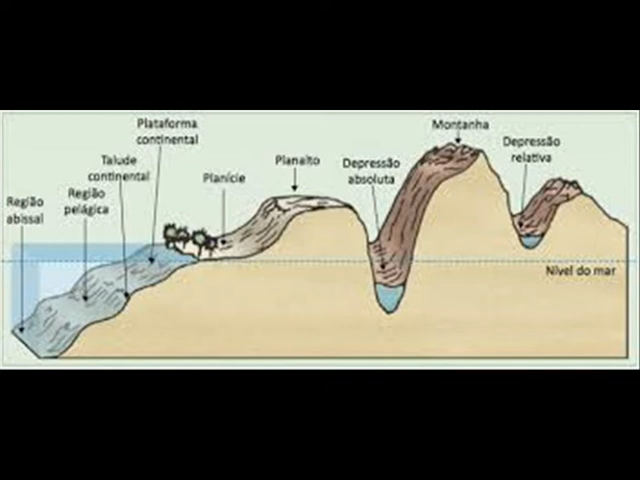 Região
abissal
Região
pelágica
Talude
continental
Plataforma
continental
Planície
Planalto
Depressão
absoluta
Montanha
Depressão
relativa
Nível do mar